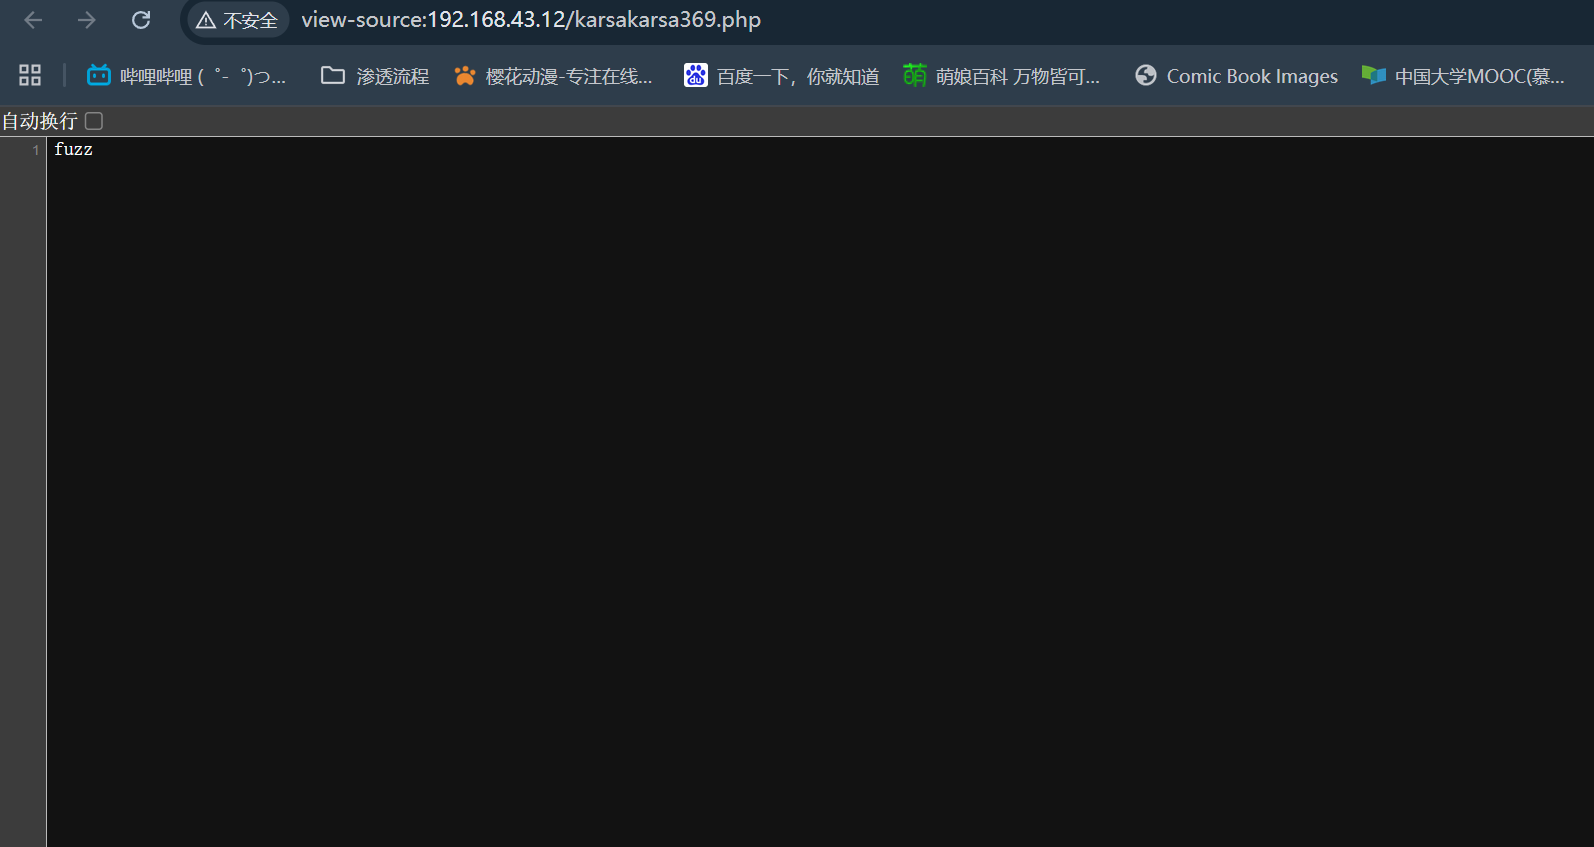 不安全 view-source:192.168.43.12/karsakarsa369.php
哔哩哔哩 (゜-゜)つ... 渗透流程 樱花动漫-专注在线... 百度一下，你就知道 萌娘百科 万物皆可... Comic Book Images 中国大学MOOC(慕...
自动换行
1 fuzz